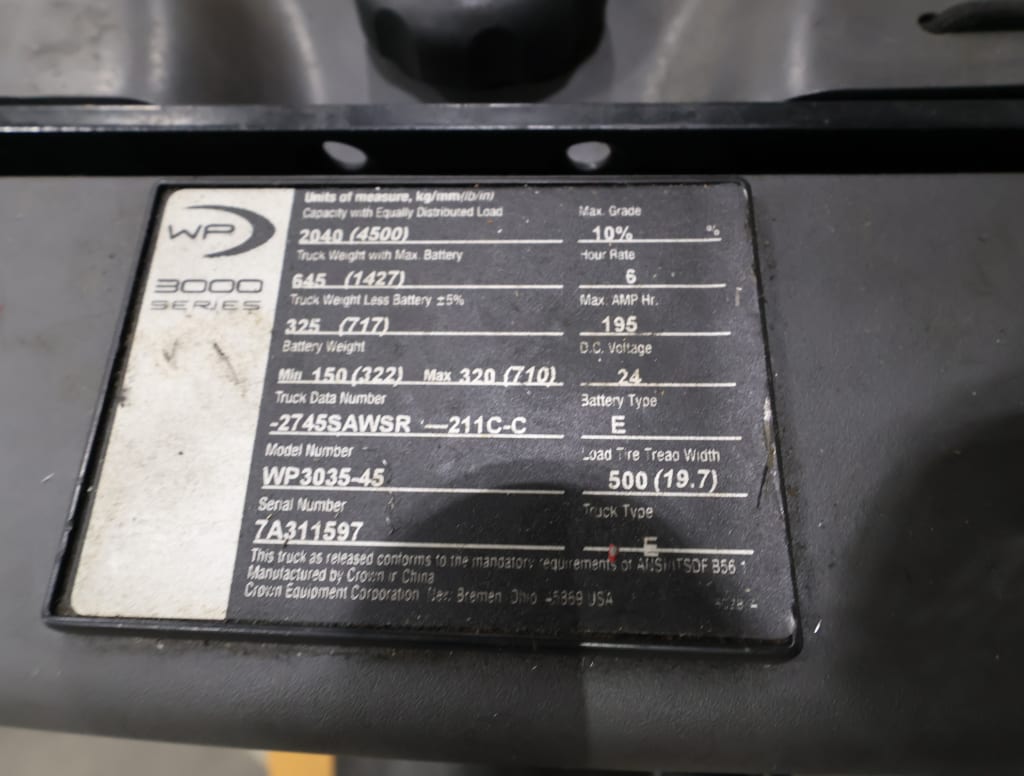 WP
3000
SERIES
Units of measure, kg/mm(lb/in)
Capacity with Equally Distributed Load
2040 (4500)
Truck Weight with Max. Battery
645 (1427)
Truck Weight Less Battery ±5%
325 (717)
Battery Weight
Min 150 (322) Max 320 (710)
Truck Data Number
-2745SAWSR -—211C-C
Model Number
WP3035-45
Serial Number
7A311597
Max. Grade
10% %
Hour Rate
6
Max. AMP Hr.
195
D.C. Voltage
24
Battery Type
E
Load Tire Tread Width
500 (19.7)
Truck Type
E
This truck as released conforms to the mandatory requirements of ANSI/ITSDF B56.1
Manufactured by Crown in China
Crown Equipment Corporation New Bremen, Ohio 45869 USA